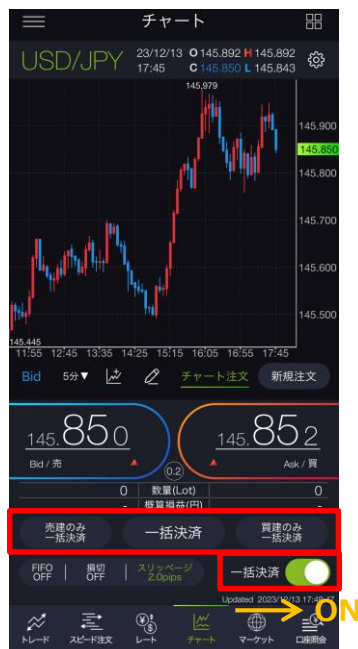 チャート
USD/JPY
23/12/13 O 145.892 H 145.892
17:45 C 145.850 L 145.843
145.979
145.900
145.850
145.800
145.700
145.600
145.500
145.445
11:55 12:45 13:35 14:25 15:15 16:05 16:55 17:45
Bid 5分▼ チャート注文 新規注文
145.850 145.852
Bid / 売 0.2 Ask / 買
0 数量(Lot) 0
- 概算損益(円) -
売建のみ
一括決済
一括決済
買建のみ
一括決済
FIFO
OFF
損切
OFF
スリッページ
2.0pips
一括決済
Updated 2023/12/13 17:48:47
ON
トレード スピード注文 レート チャート マーケット 口座照会